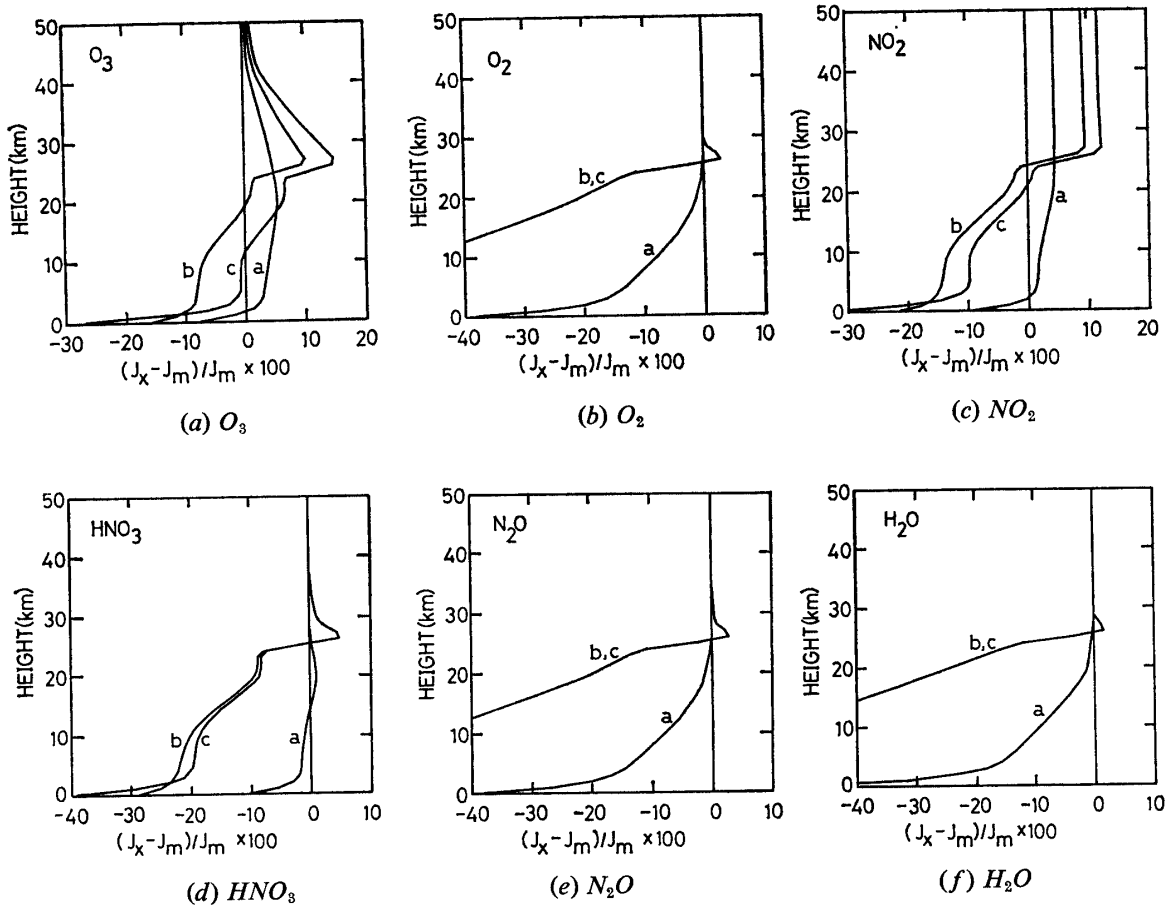 50
40
30
20
10
0
HEIGHT (km)
O3
b
c
a
-30 -20 -10 0 10 20
(Jx-Jm)/Jm ×100
(a) O3
50
40
30
20
10
0
HEIGHT (km)
O2
b,c
a
-40 -30 -20 -10 0 10
(Jx-Jm)/Jm ×100
(b) O2
50
40
30
20
10
0
HEIGHT (km)
NO2
b
c
a
-30 -20 -10 0 10 20
(Jx-Jm)/Jm ×100
(c) NO2
50
40
30
20
10
0
HEIGHT (km)
HNO3
b
c
a
-40 -30 -20 -10 0 10
(Jx-Jm)/Jm ×100
(d) HNO3
50
40
30
20
10
0
HEIGHT (km)
N2O
b,c
a
-40 -30 -20 -10 0 10
(Jx-Jm)/Jm ×100
(e) N2O
50
40
30
20
10
0
HEIGHT (km)
H2O
b,c
a
-40 -30 -20 -10 0 10
(Jx-Jm)/Jm ×100
(f) H2O